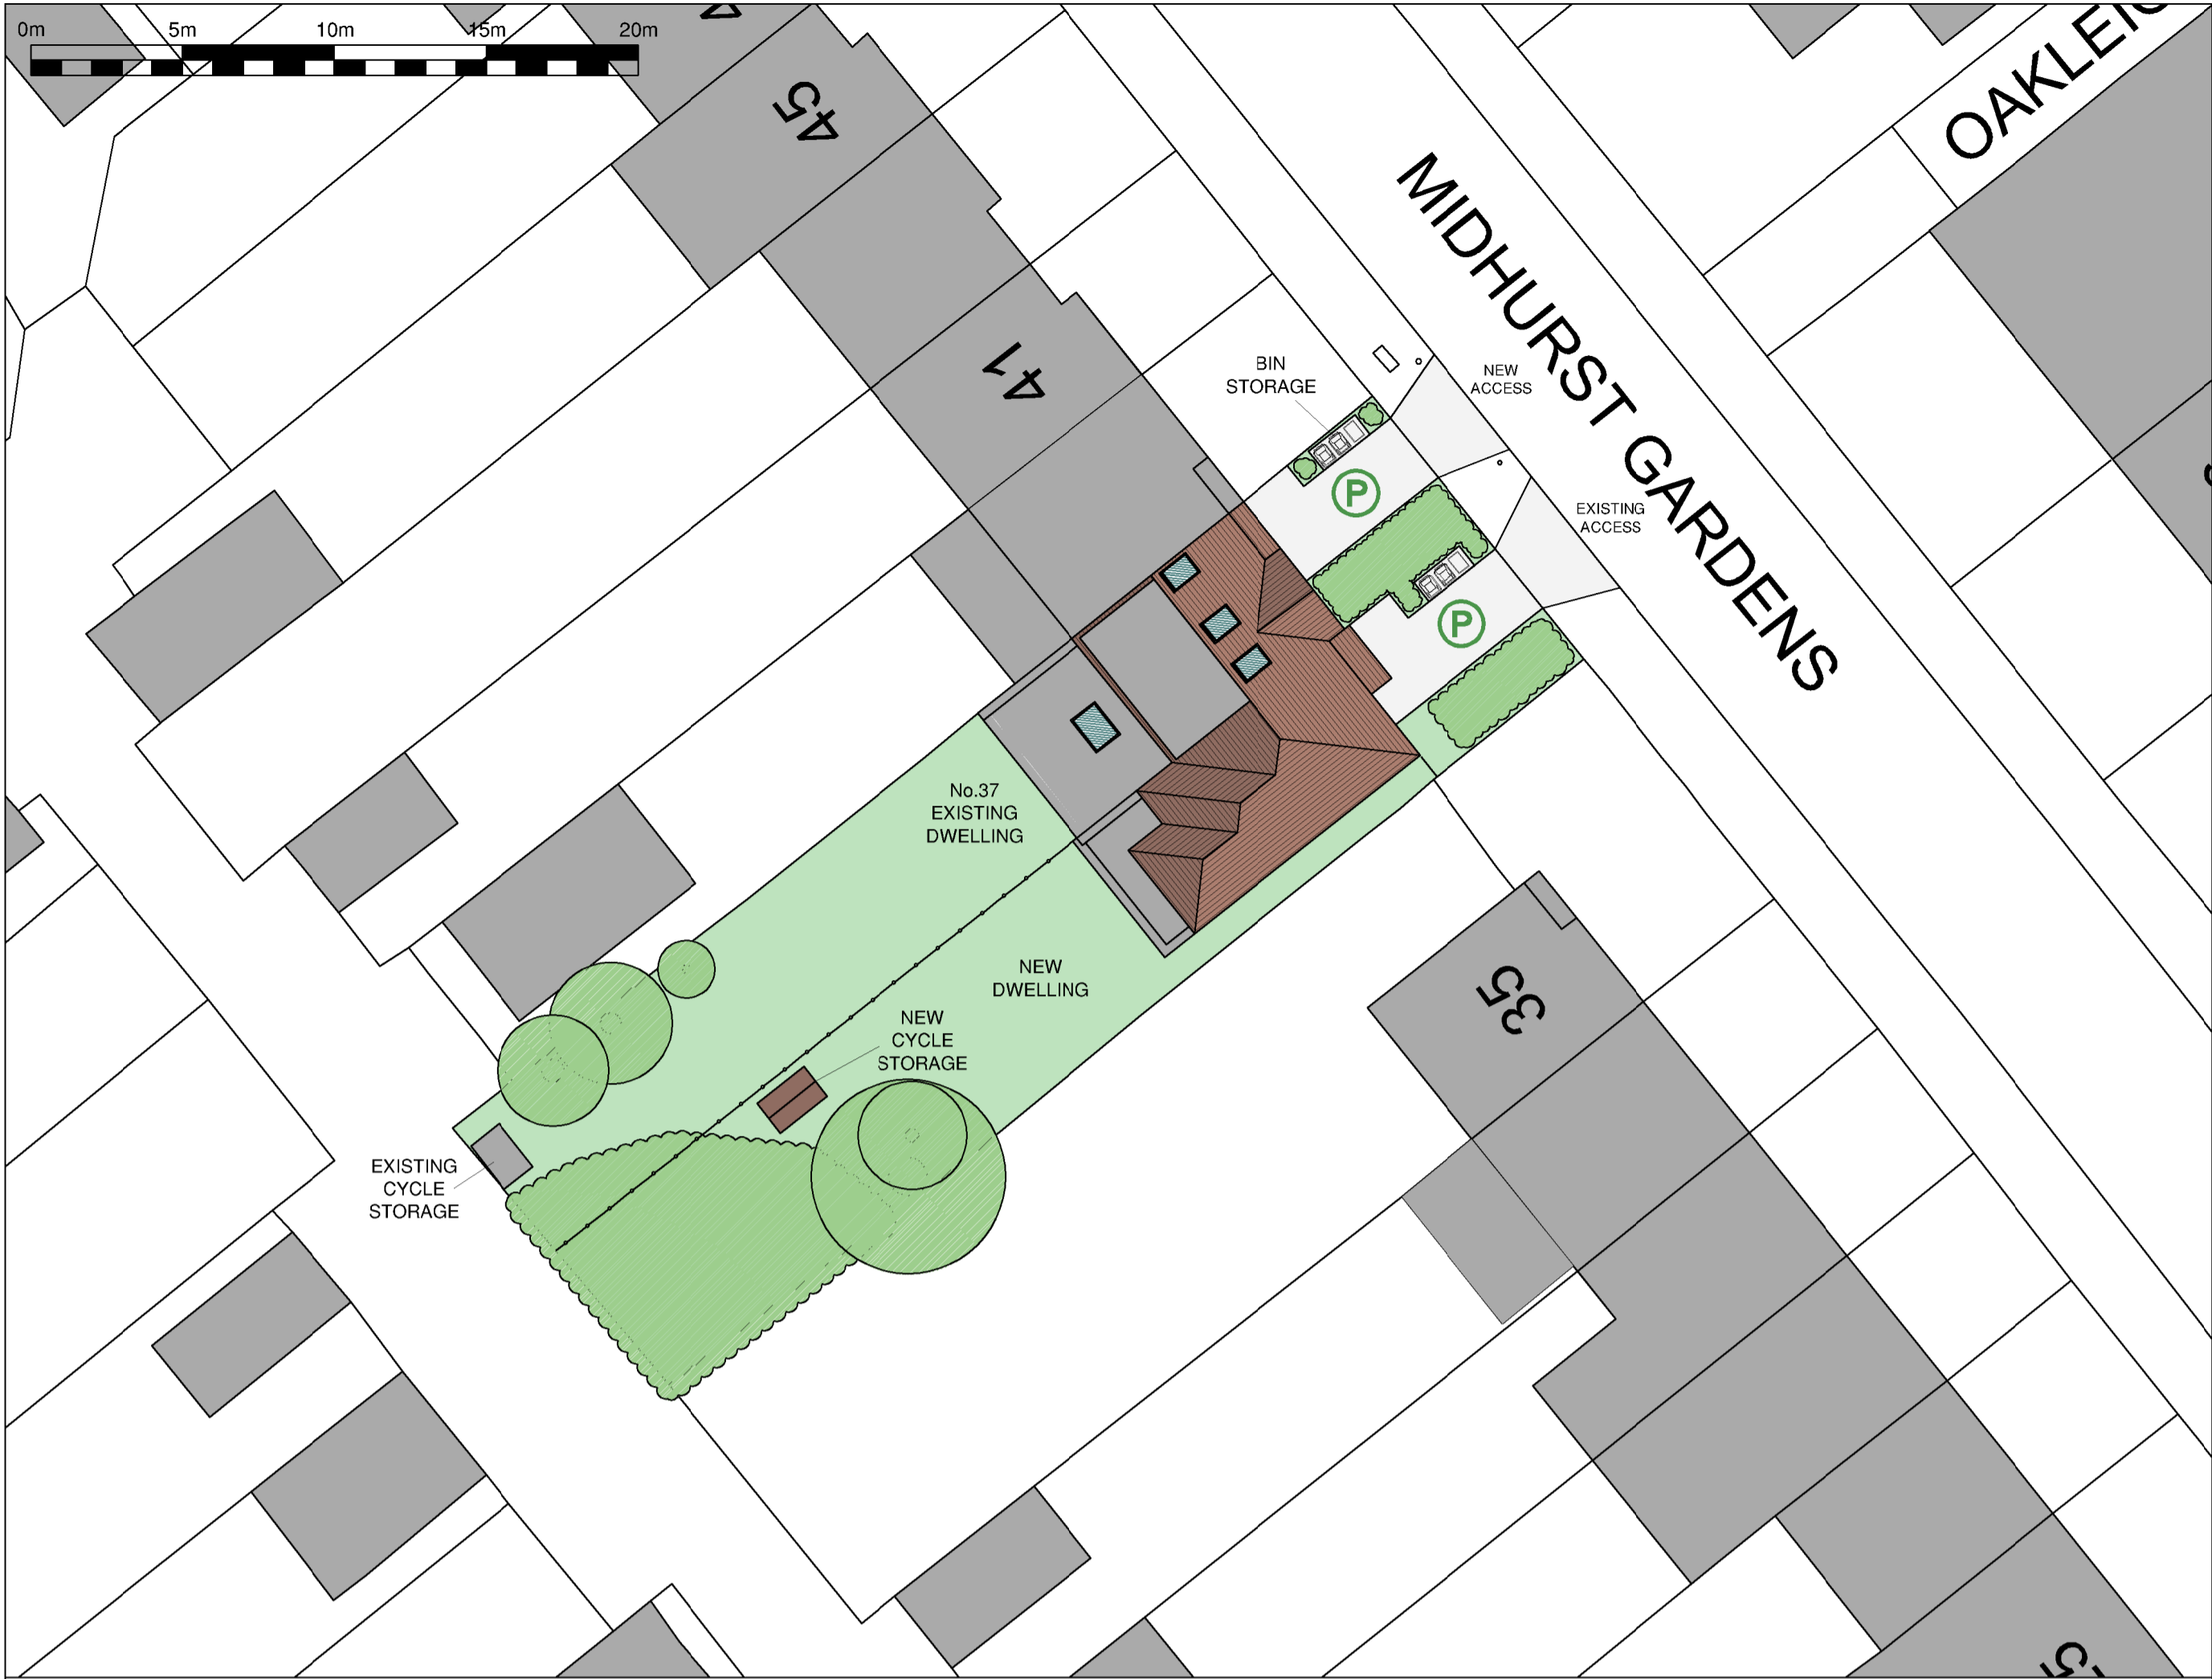 0m 5m 10m 15m 20m
45
OAKLEIG
MIDHURST GARDENS
41
BIN
STORAGE
NEW
ACCESS
P
EXISTING
ACCESS
P
No.37
EXISTING
DWELLING
NEW
DWELLING
35
NEW
CYCLE
STORAGE
EXISTING
CYCLE
STORAGE